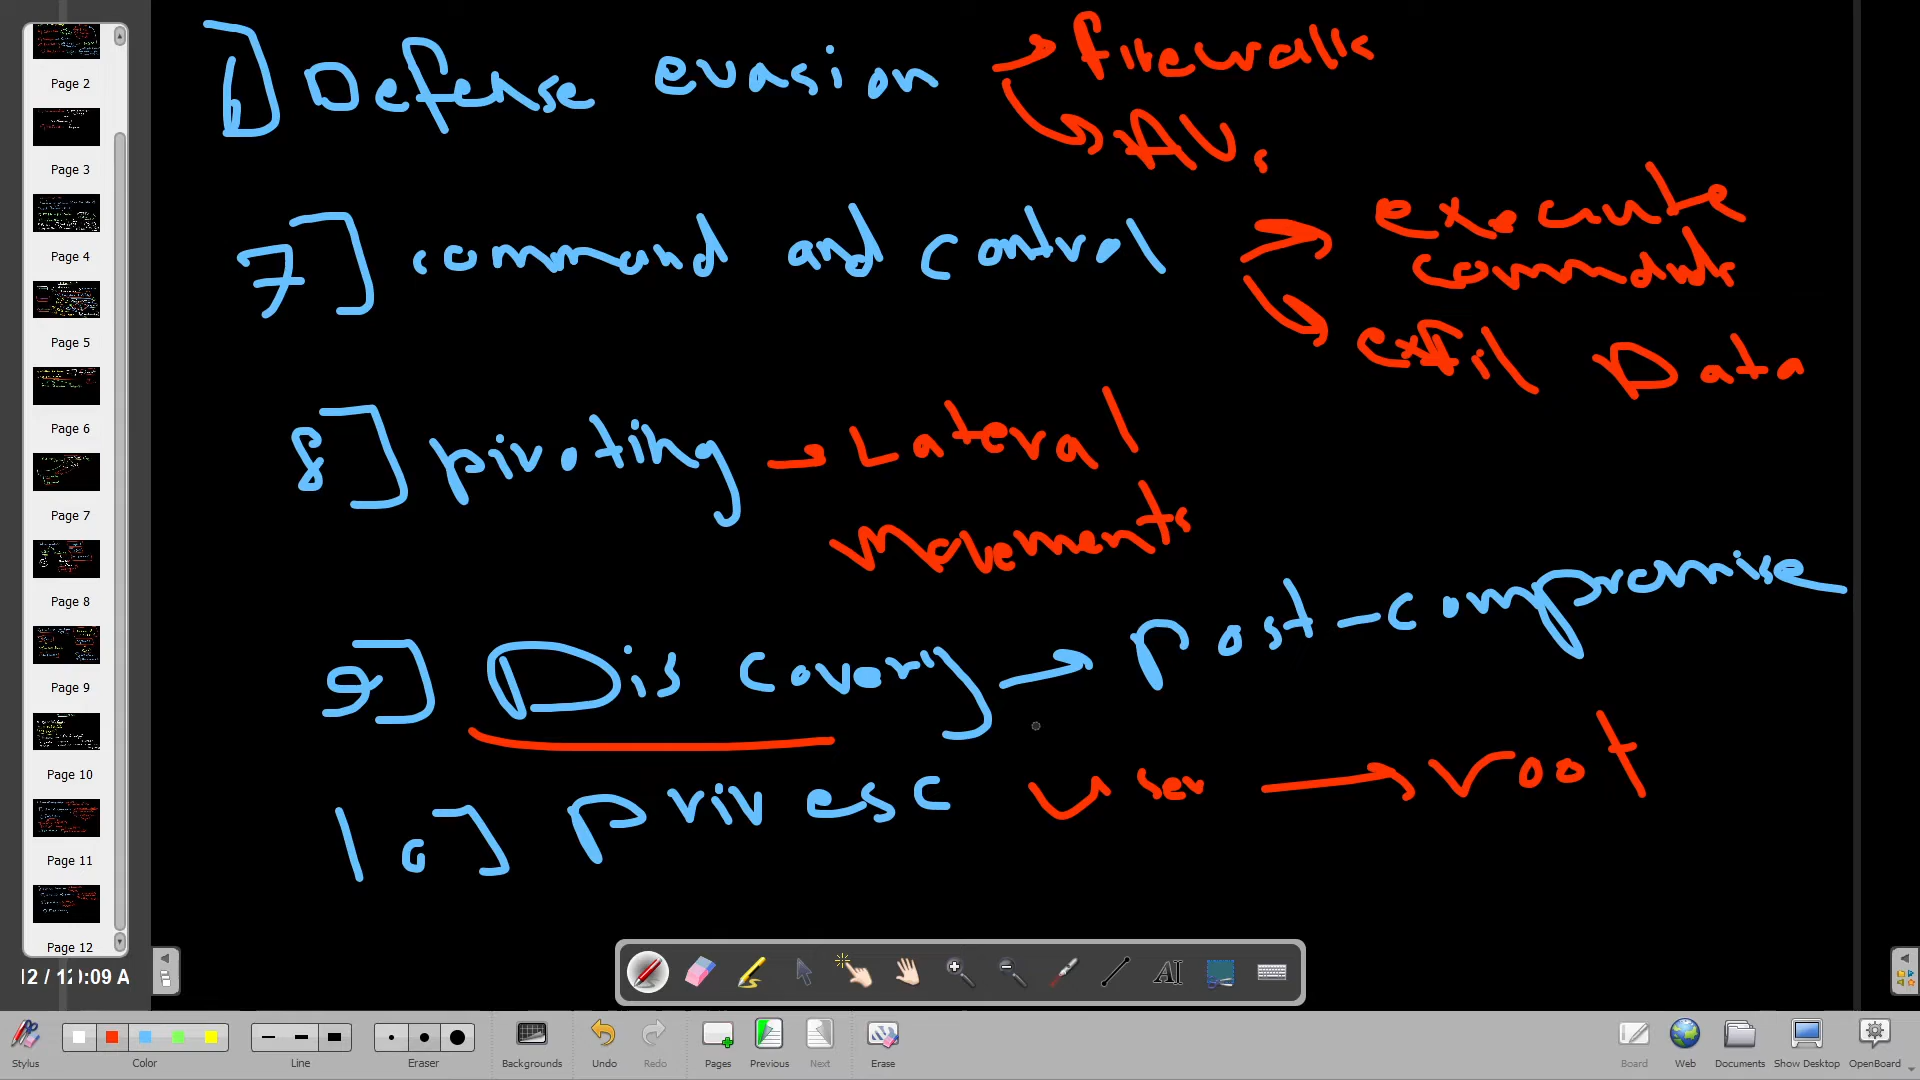 6] Defense evasion → firewalls
→ AVs
7] command and control → execute
commands
→ exfil Data
8] pivoting → Lateral
Movements
9] Discovery → post-compromise
10] privesc user → root
Page 2
Page 3
Page 4
Page 5
Page 6
Page 7
Page 8
Page 9
Page 10
Page 11
Page 12
Stylus
Color
Line
Eraser
Backgrounds
Undo
Redo
Pages
Previous
Next
Erase
Board
Web
Documents
Show Desktop
OpenBoard